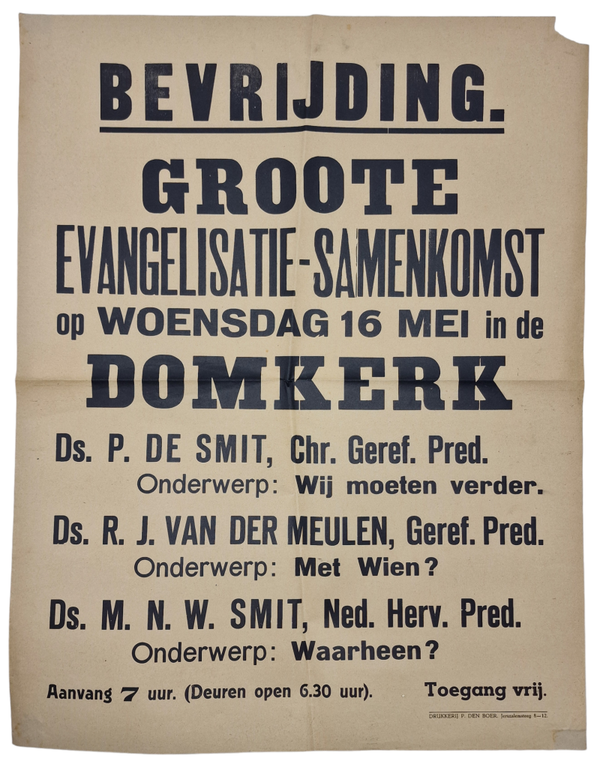 BEVRIJDING.
GROOTE
EVANGELISATIE-SAMENKOMST
op WOENSDAG 16 MEI in de
DOMKERK
Ds. P. DE SMIT, Chr. Geref. Pred.
Onderwerp: Wij moeten verder.
Ds. R. J. VAN DER MEULEN, Geref. Pred.
Onderwerp: Met Wien?
Ds. M. N. W. SMIT, Ned. Herv. Pred.
Onderwerp: Waarheen?
Aanvang 7 uur. (Deuren open 6.30 uur). Toegang vrij.
DRUKKERIJ P. DEN BOER,